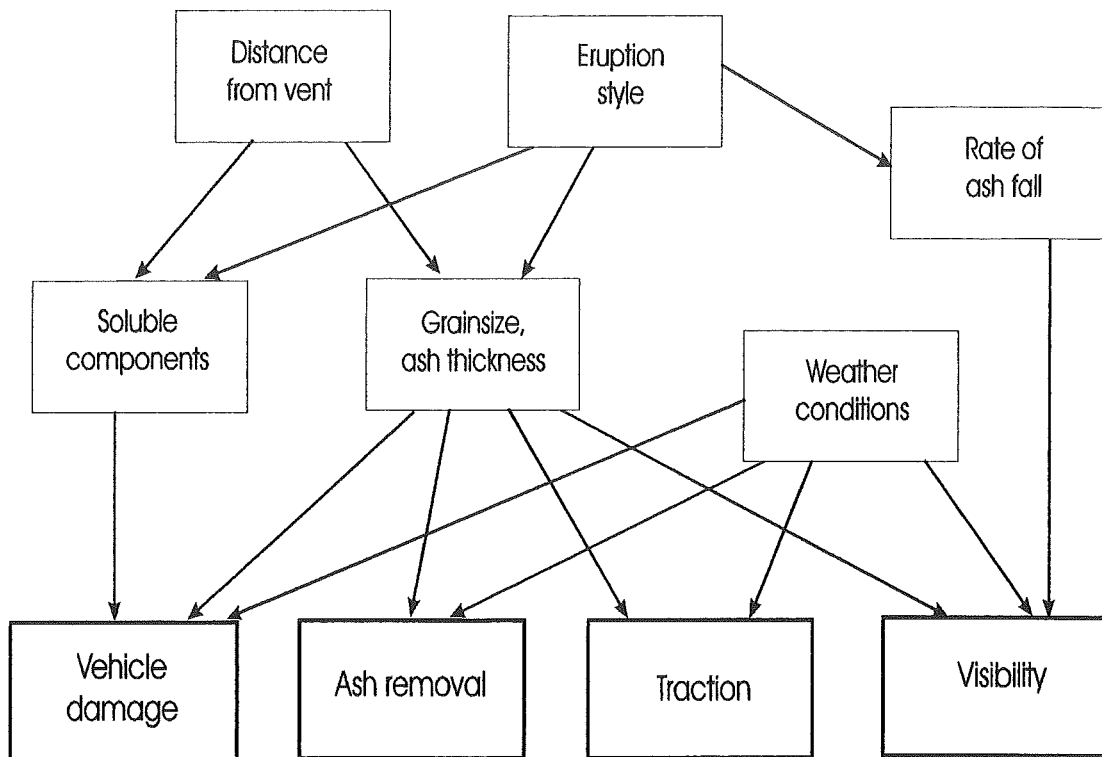 Distance
from vent
Eruption
style
Rate of
ash fall
Soluble
components
Grainsize,
ash thickness
Weather
conditions
Vehicle
damage
Ash removal
Traction
Visibility